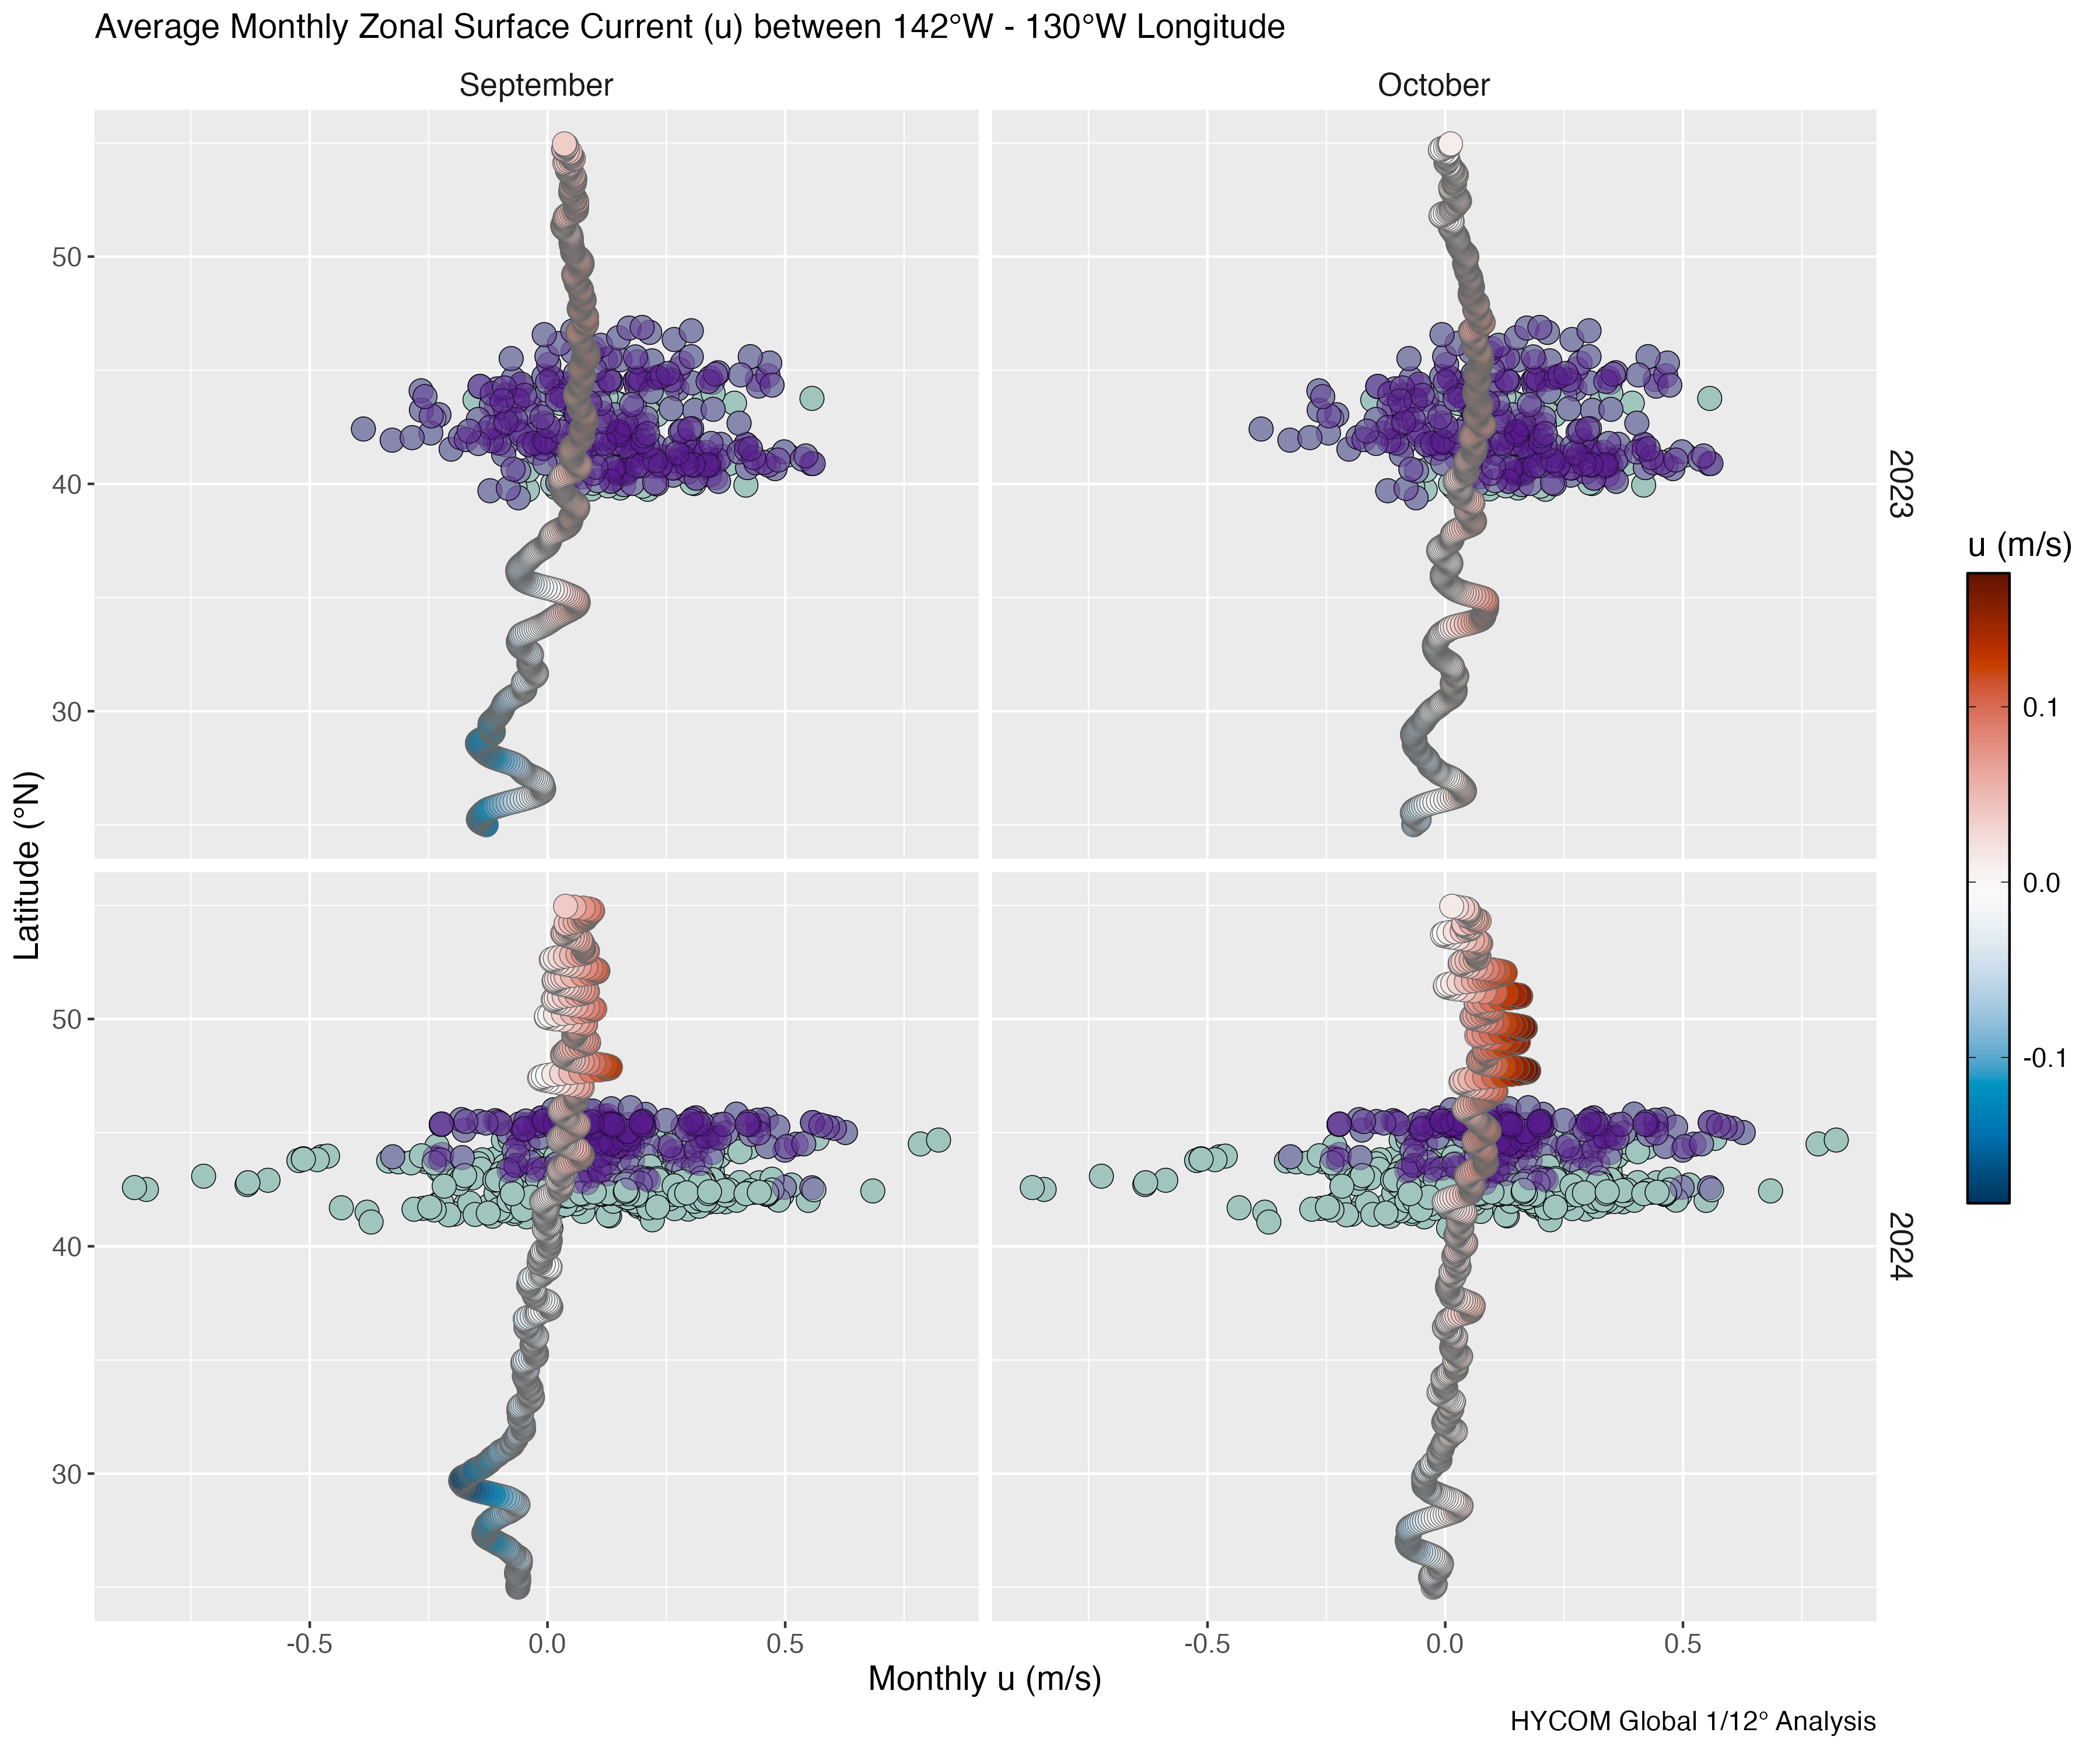 Average Monthly Zonal Surface Current (u) between 142°W - 130°W Longitude
September
October
50
40
30
2023
50
40
30
2024
Latitude (°N)
-0.5
0.0
0.5
-0.5
0.0
0.5
Monthly u (m/s)
u (m/s)
0.1
0.0
-0.1
HYCOM Global 1/12° Analysis